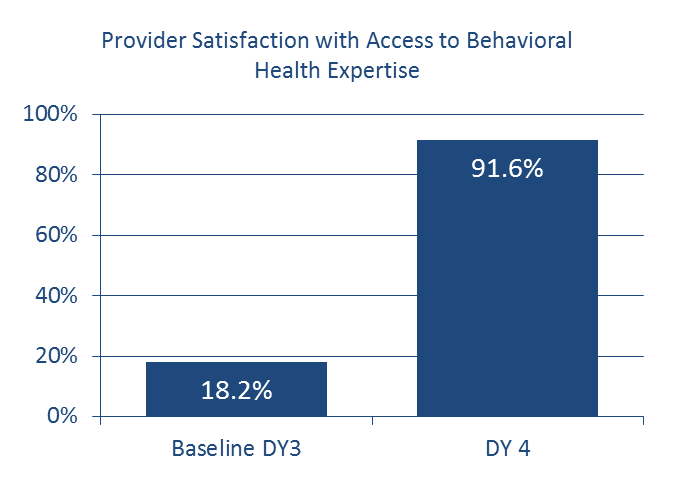 Provider Satisfaction with Access to Behavioral
Health Expertise
100%
80%
60%
40%
20%
0%
91.6%
18.2%
Baseline DY3
DY 4